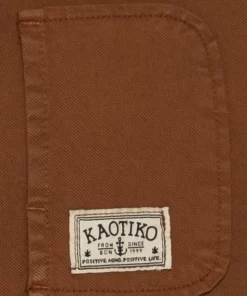 KAOTIKO
FROM SINCE
BCN 1999
POSITIVE MIND. POSITIVE LIFE.